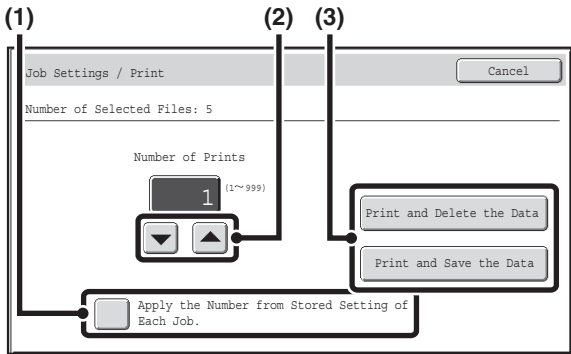 (1) (2) (3)
Job Settings / Print Cancel
Number of Selected Files: 5
Number of Prints
1 (1~999)
Print and Delete the Data
Print and Save the Data
Apply the Number from Stored Setting of
Each Job.